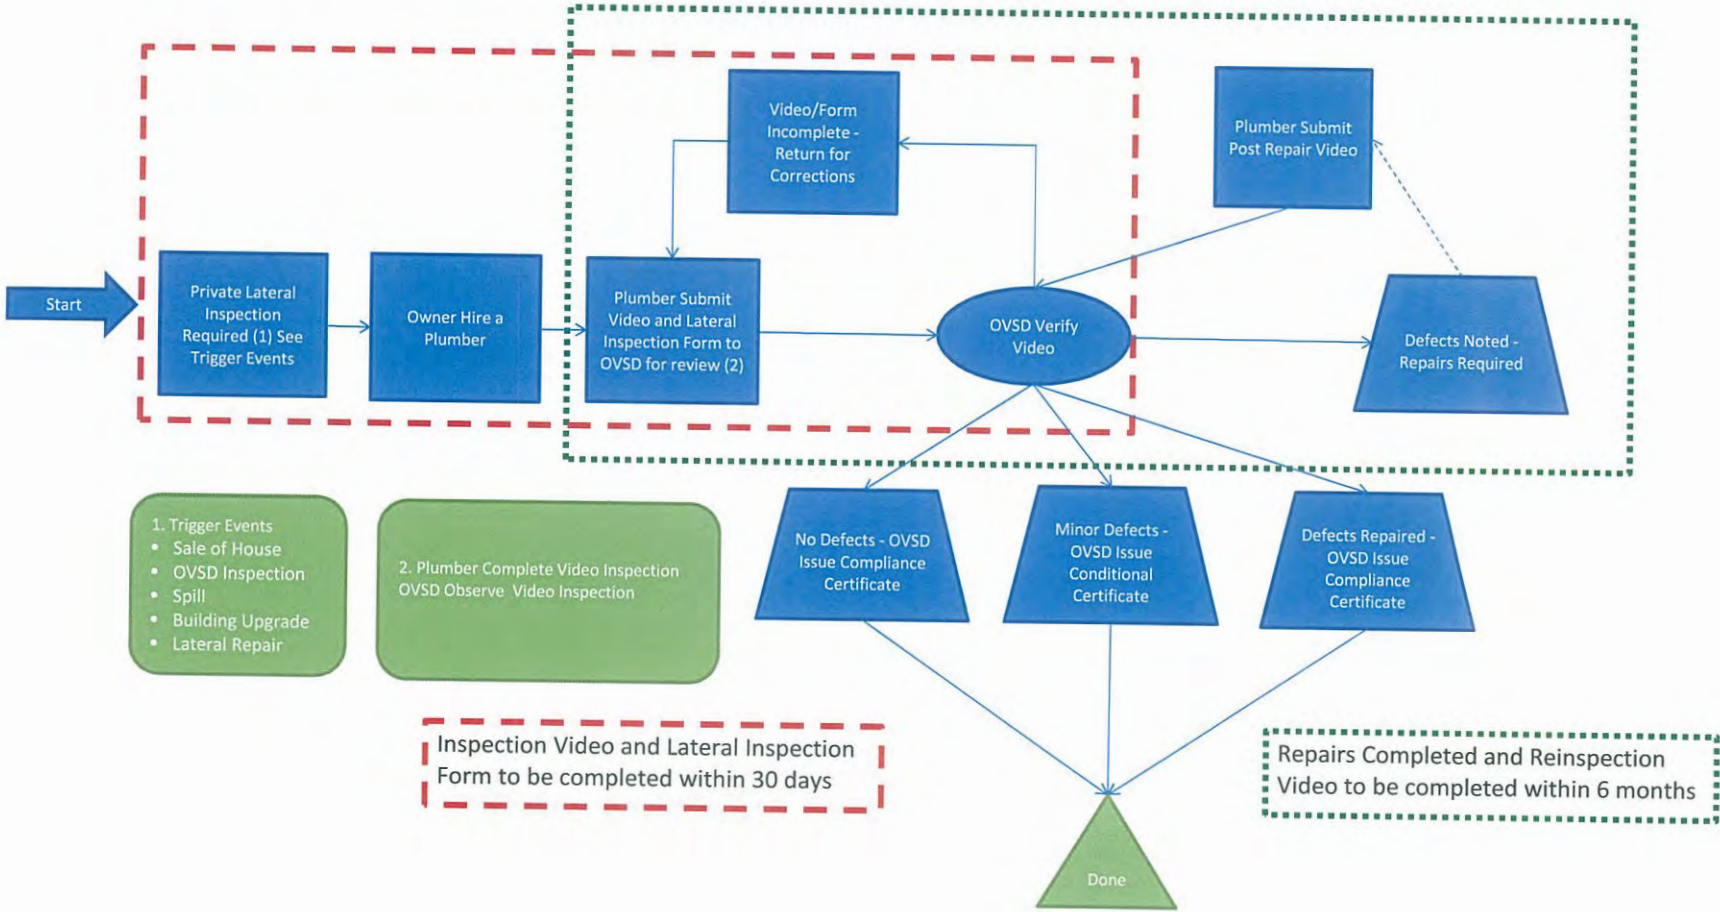 Video/Form
Incomplete -
Return for
Corrections
Plumber Submit
Post Repair Video
Start
Private Lateral
Inspection
Required (1) See
Trigger Events
Owner Hire a
Plumber
Plumber Submit
Video and Lateral
Inspection Form to
OVSD for review (2)
OVSD Verify
Video
Defects Noted -
Repairs Required
1. Trigger Events
• Sale of House
• OVSD Inspection
• Spill
• Building Upgrade
• Lateral Repair
2. Plumber Complete Video Inspection
OVSD Observe Video Inspection
No Defects - OVSD
Issue Compliance
Certificate
Minor Defects -
OVSD Issue
Conditional
Certificate
Defects Repaired -
OVSD Issue
Compliance
Certificate
Inspection Video and Lateral Inspection
Form to be completed within 30 days
Repairs Completed and Reinspection
Video to be completed within 6 months
Done